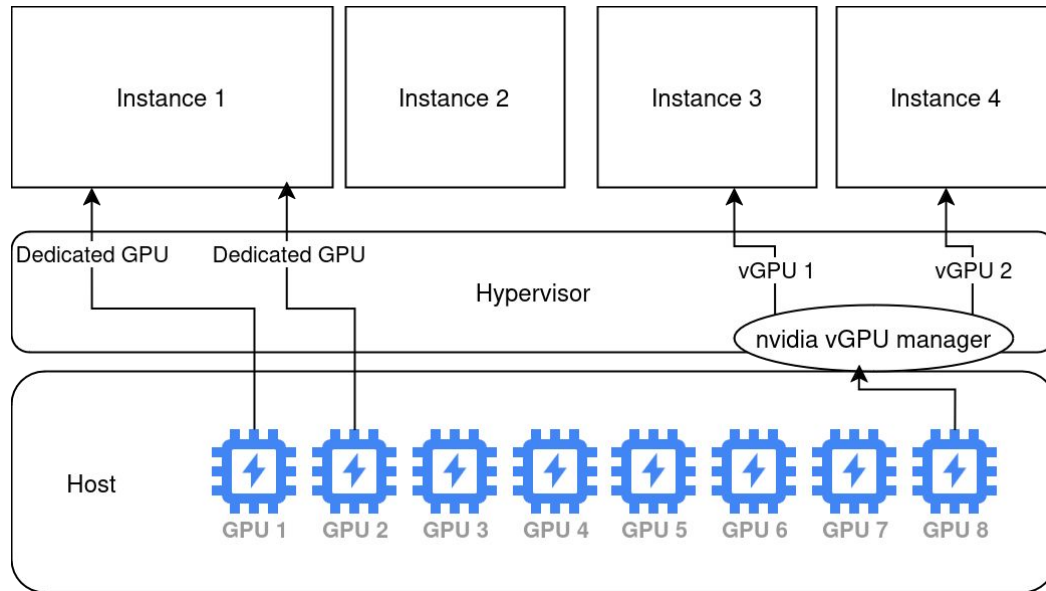 Instance 1
Instance 2
Instance 3
Instance 4
Dedicated GPU
Dedicated GPU
vGPU 1
vGPU 2
Hypervisor
nvidia vGPU manager
Host
GPU 1
GPU 2
GPU 3
GPU 4
GPU 5
GPU 6
GPU 7
GPU 8